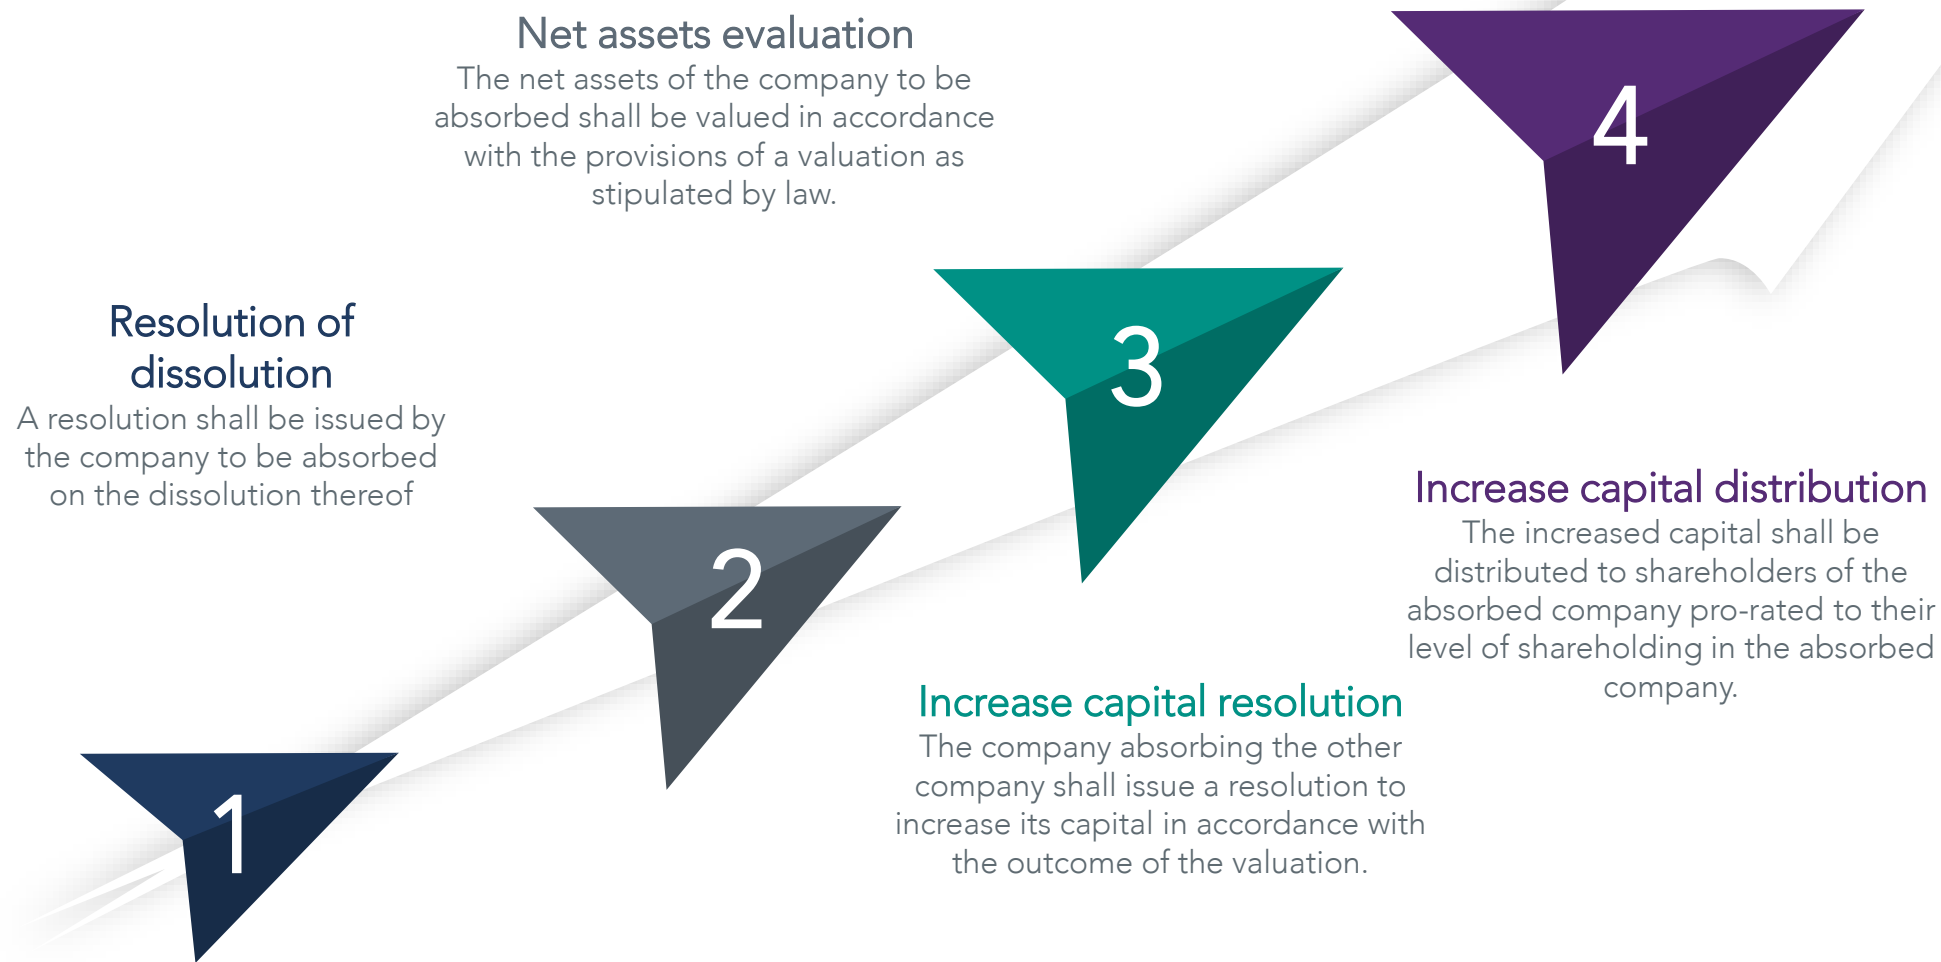 Net assets evaluation
The net assets of the company to be
absorbed shall be valued in accordance
with the provisions of a valuation as
stipulated by law.
4
Resolution of
dissolution
A resolution shall be issued by
the company to be absorbed
on the dissolution thereof
3
2
Increase capital distribution
The increased capital shall be
distributed to shareholders of the
absorbed company pro-rated to their
level of shareholding in the absorbed
company.
Increase capital resolution
The company absorbing the other
company shall issue a resolution to
increase its capital in accordance with
the outcome of the valuation.
1